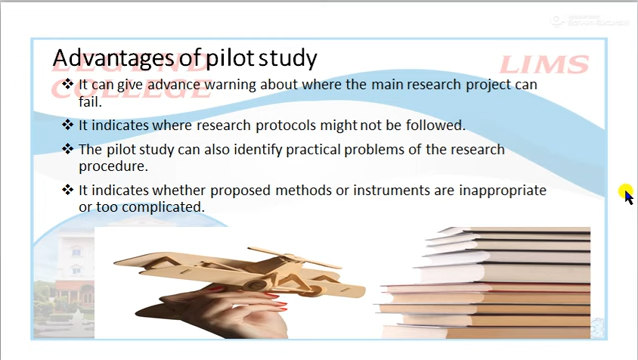 Advantages of pilot study
LEGEND
COLLEGE
LIMS
❖ It can give advance warning about where the main research project can
fail.
❖ It indicates where research protocols might not be followed.
❖ The pilot study can also identify practical problems of the research
procedure.
❖ It indicates whether proposed methods or instruments are inappropriate
or too complicated.